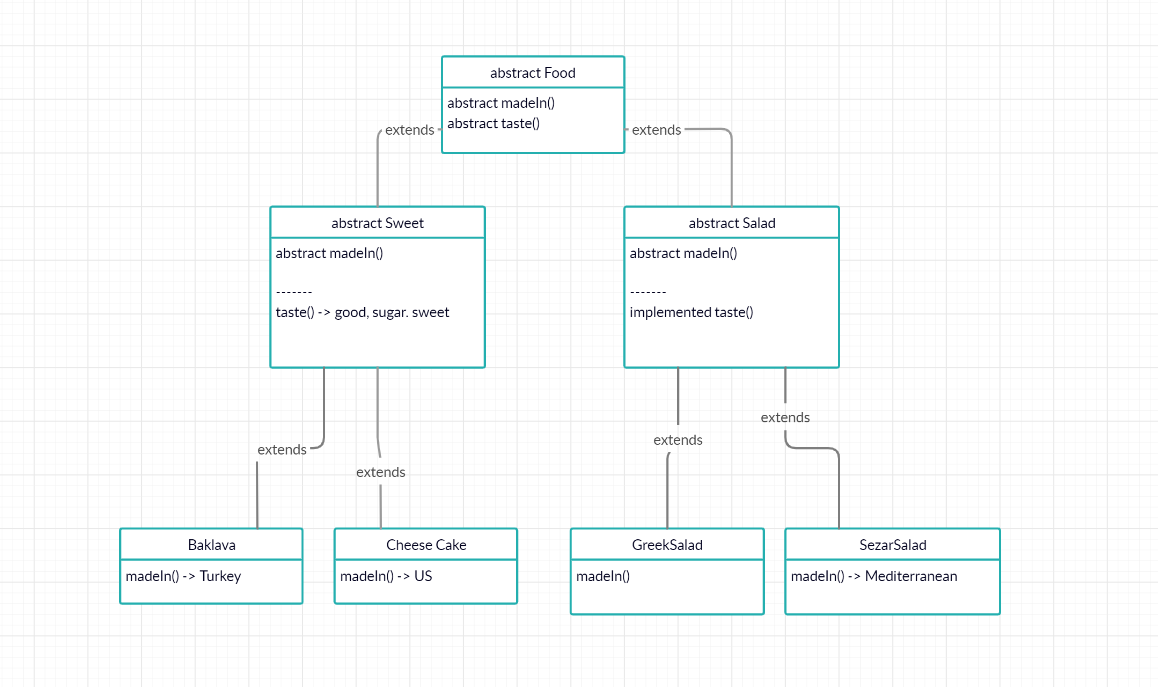 abstract Food
abstract madeIn()
abstract taste()
extends
extends
abstract Sweet
abstract madeIn()
-------
taste() -> good, sugar. sweet
abstract Salad
abstract madeIn()
-------
implemented taste()
extends
extends
extends
extends
Baklava
madeIn() -> Turkey
Cheese Cake
madeIn() -> US
GreekSalad
madeIn()
SezarSalad
madeIn() -> Mediterranean